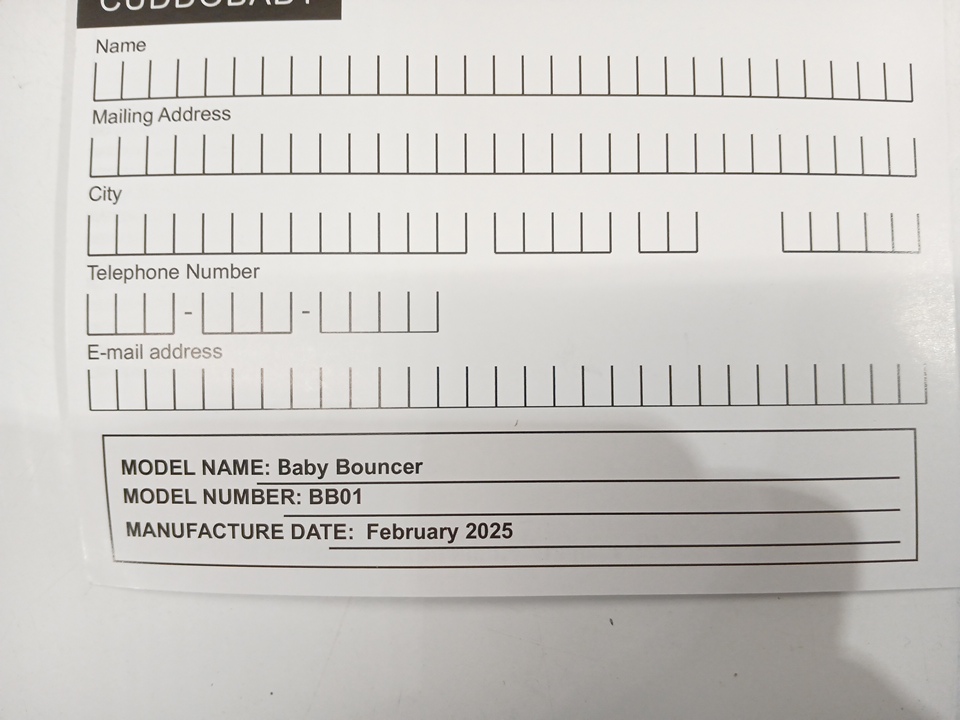 CUDDOBABY
Name
Mailing Address
City
Telephone Number
- -
E-mail address
MODEL NAME: Baby Bouncer
MODEL NUMBER: BB01
MANUFACTURE DATE: February 2025